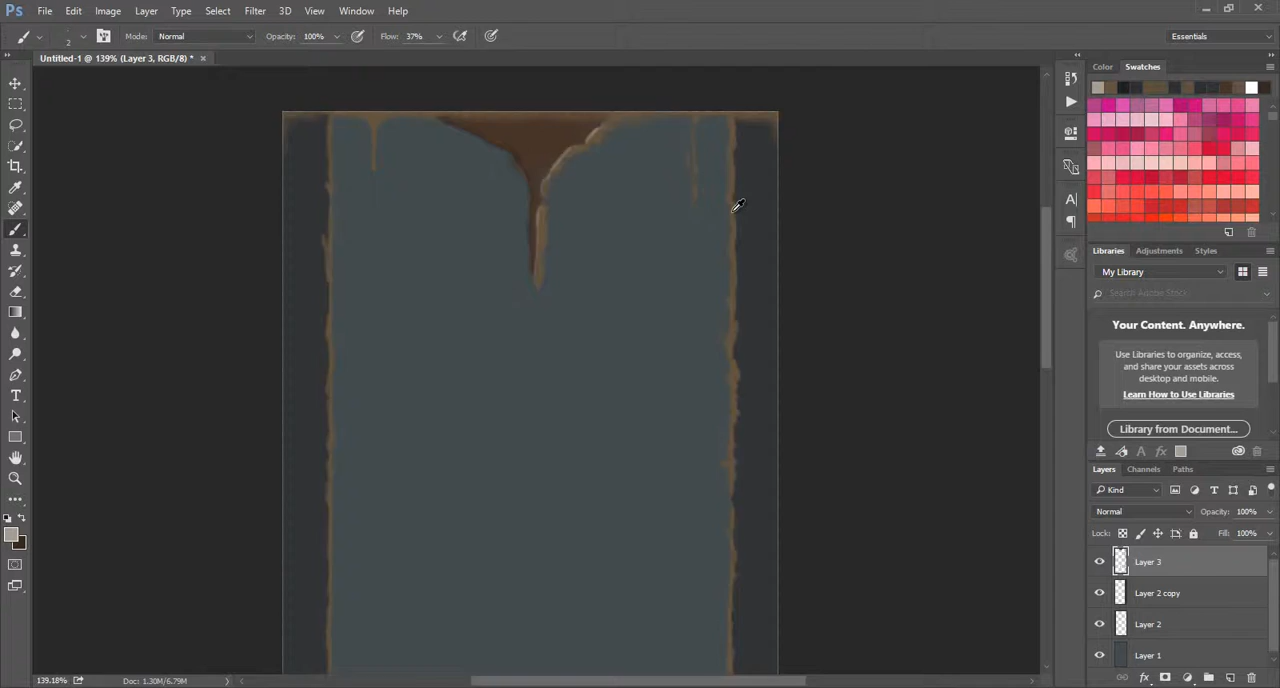 Ps File Edit Image Layer Type Select Filter 3D View Window Help
2 Mode: Normal Opacity: 100% Flow: 37% Essentials
Untitled-1 @ 139% (Layer 3, RGB/8) * ×
Color Swatches
Libraries Adjustments Styles
My Library
Search Adobe Stock
Your Content. Anywhere.
Use Libraries to organize, access,
and share your assets across
desktop and mobile.
Learn How to Use Libraries
Library from Document...
Layers Channels Paths
Kind
Normal Opacity: 100%
Lock: Fill: 100%
Layer 3
Layer 2 copy
Layer 2
Layer 1
139.18% Doc: 1.30M/6.79M